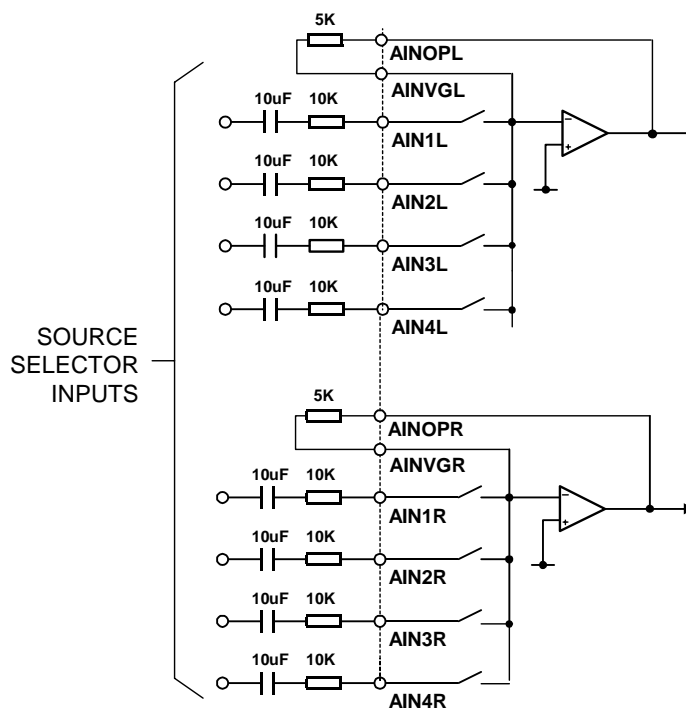 5K
AINOPL
AINVGL
10uF 10K
AIN1L
10uF 10K
AIN2L
10uF 10K
AIN3L
10uF 10K
AIN4L
SOURCE
SELECTOR
INPUTS
5K
AINOPR
AINVGR
10uF 10K
AIN1R
10uF 10K
AIN2R
10uF 10K
AIN3R
10uF 10K
AIN4R